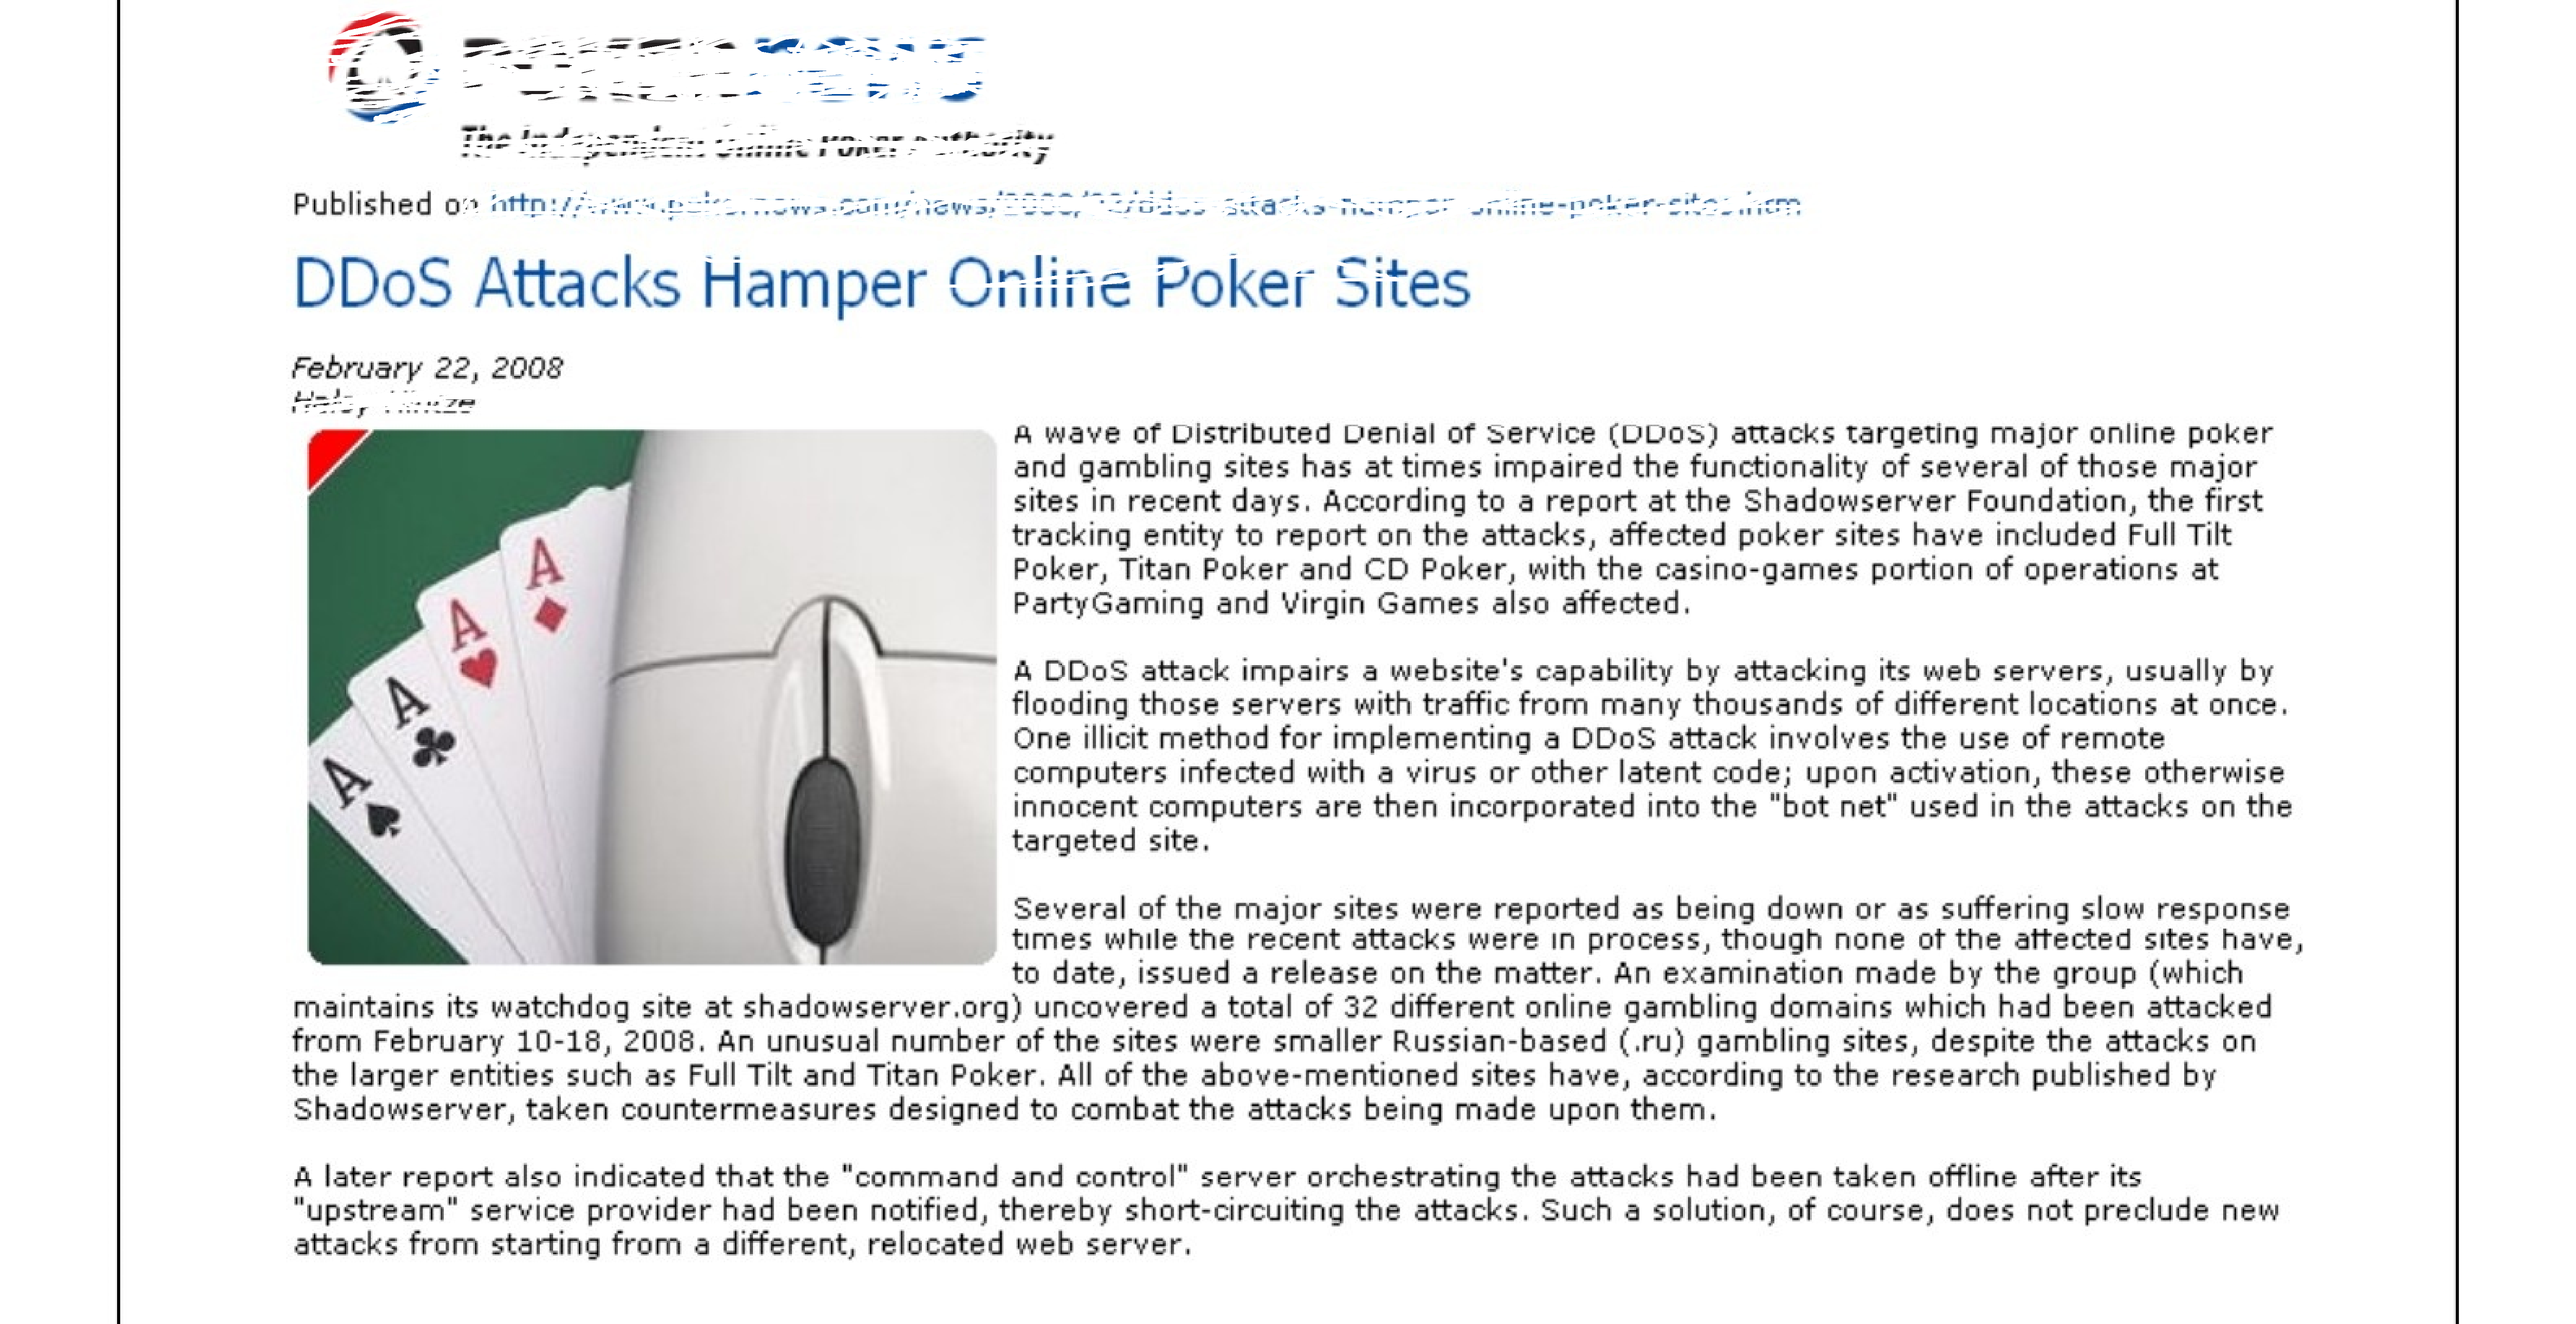 The Independent Online Poker Authority
Published on
DDoS Attacks Hamper Online Poker Sites
February 22, 2008
A
A
A
A
A wave of Distributed Denial of Service (DDoS) attacks targeting major online poker
and gambling sites has at times impaired the functionality of several of those major
sites in recent days. According to a report at the Shadowserver Foundation, the first
tracking entity to report on the attacks, affected poker sites have included Full Tilt
Poker, Titan Poker and CD Poker, with the casino-games portion of operations at
PartyGaming and Virgin Games also affected.
A DDoS attack impairs a website's capability by attacking its web servers, usually by
flooding those servers with traffic from many thousands of different locations at once.
One illicit method for implementing a DDoS attack involves the use of remote
computers infected with a virus or other latent code; upon activation, these otherwise
innocent computers are then incorporated into the "bot net" used in the attacks on the
targeted site.
Several of the major sites were reported as being down or as suffering slow response
times while the recent attacks were in process, though none of the affected sites have,
to date, issued a release on the matter. An examination made by the group (which
maintains its watchdog site at shadowserver.org) uncovered a total of 32 different online gambling domains which had been attacked
from February 10-18, 2008. An unusual number of the sites were smaller Russian-based (.ru) gambling sites, despite the attacks on
the larger entities such as Full Tilt and Titan Poker. All of the above-mentioned sites have, according to the research published by
Shadowserver, taken countermeasures designed to combat the attacks being made upon them.
A later report also indicated that the "command and control" server orchestrating the attacks had been taken offline after its
"upstream" service provider had been notified, thereby short-circuiting the attacks. Such a solution, of course, does not preclude new
attacks from starting from a different, relocated web server.